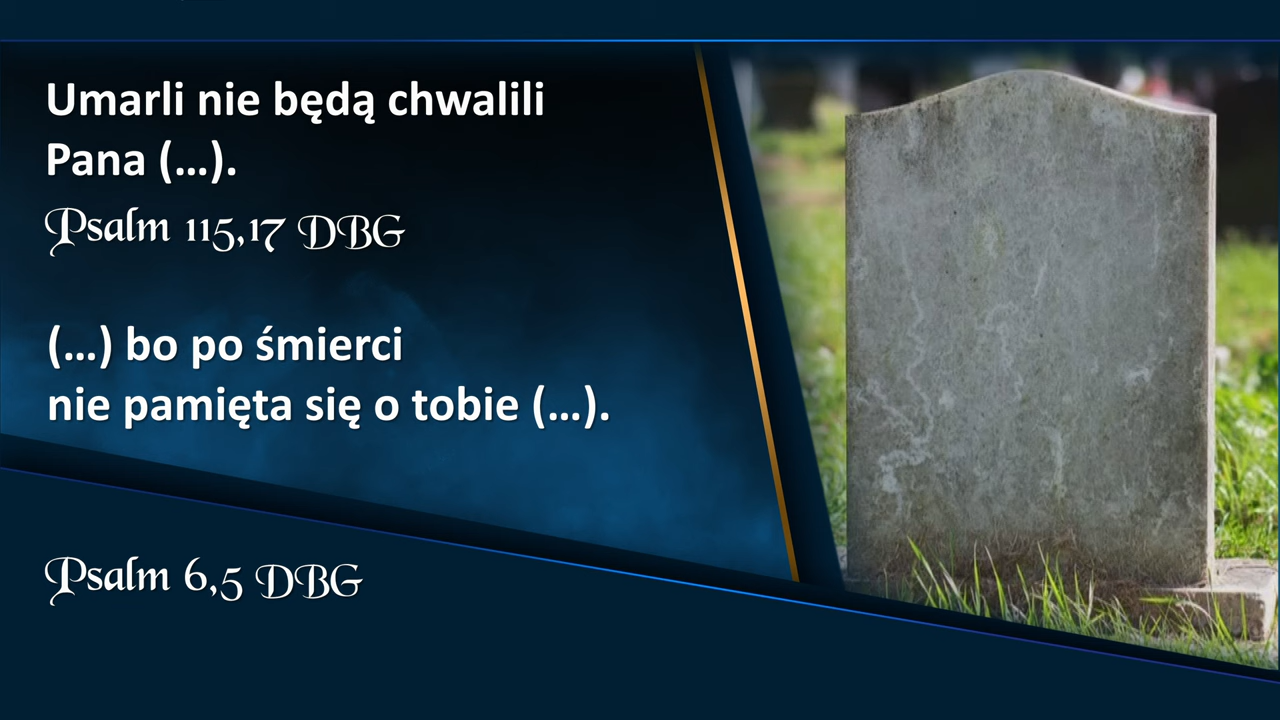 Umarli nie będą chwalili
Pana (...).
Psalm 115,17 DBG
(...) bo po śmierci
nie pamięta się o tobie (...).
Psalm 6,5 DBG